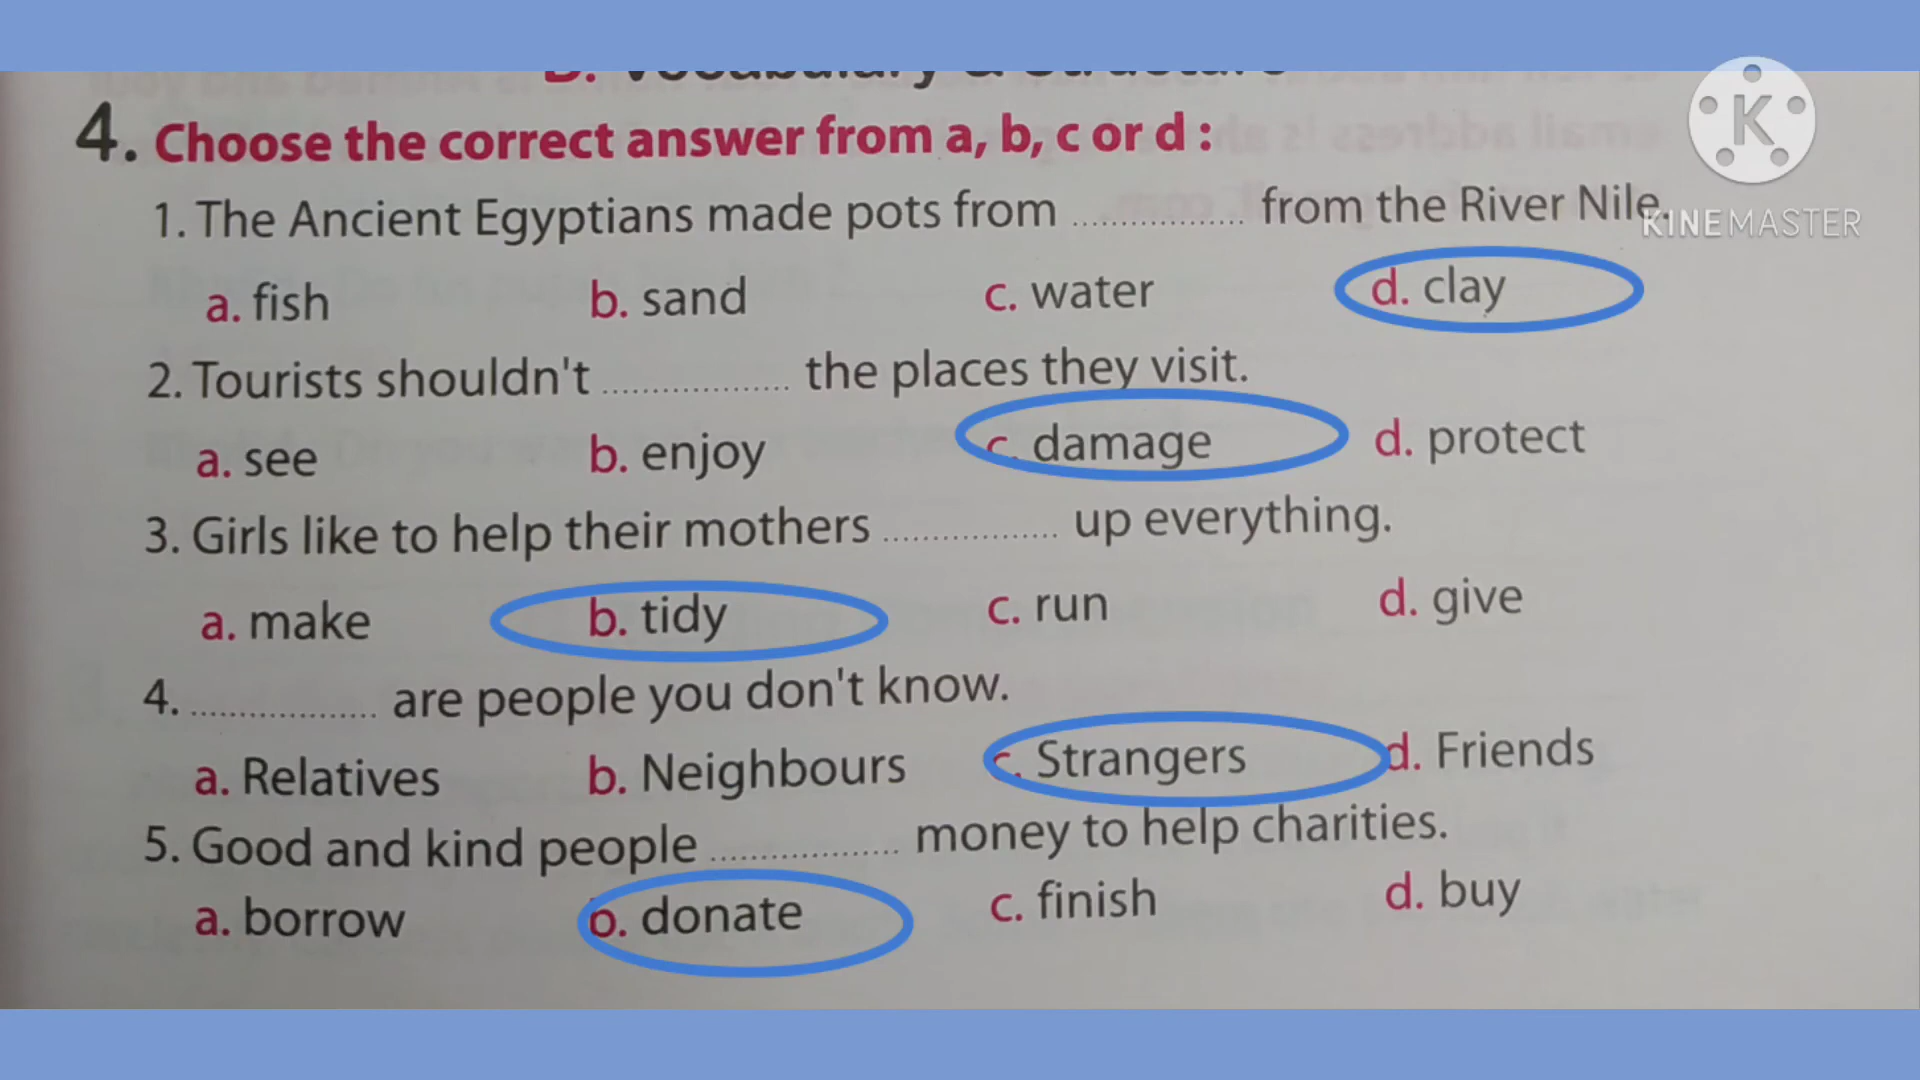 B. Vocabulary & Structure
4. Choose the correct answer from a, b, c or d :
1. The Ancient Egyptians made pots from ................. from the River Nile.
K
KINEMASTER
a. fish b. sand c. water d. clay
2. Tourists shouldn't .................. the places they visit.
a. see b. enjoy c. damage d. protect
3. Girls like to help their mothers ................. up everything.
a. make b. tidy c. run d. give
4. .................. are people you don't know.
a. Relatives b. Neighbours c. Strangers d. Friends
5. Good and kind people .................. money to help charities.
a. borrow b. donate c. finish d. buy